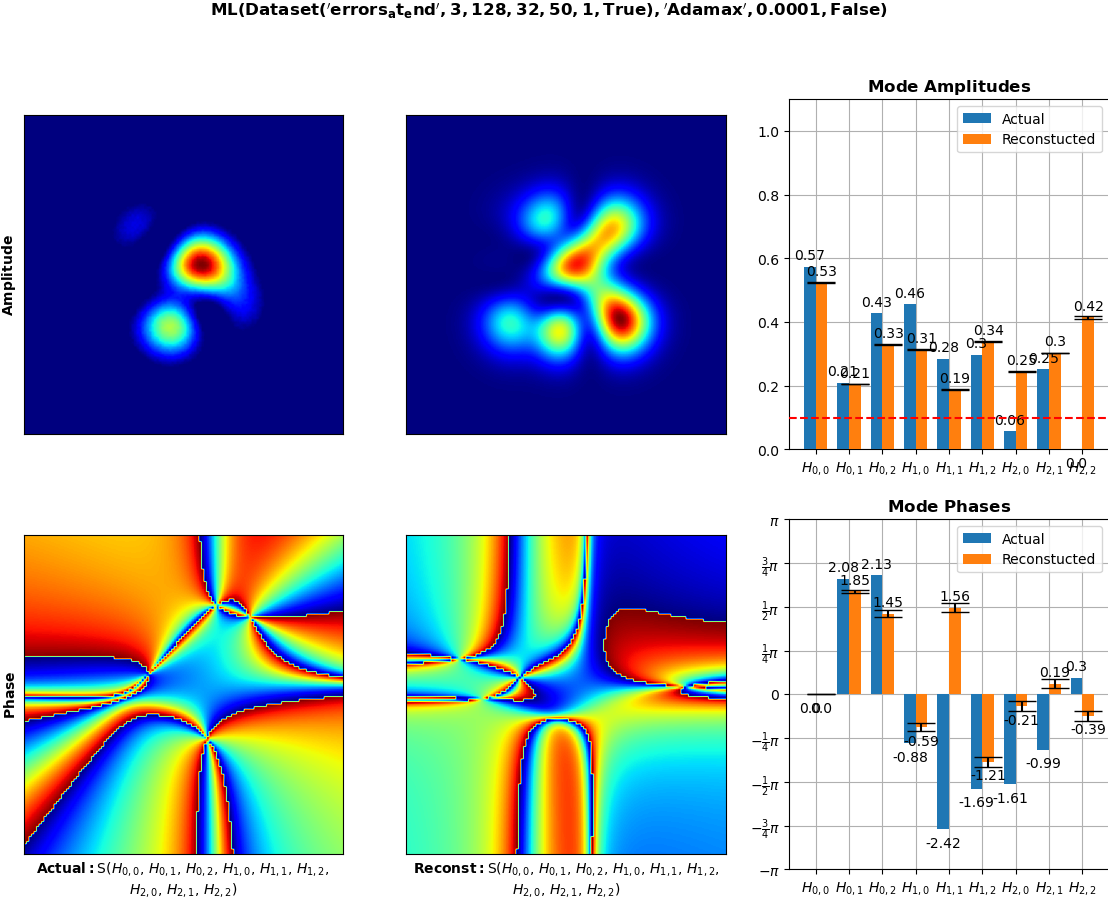 ML(Dataset('errors_at_end', 3, 128, 32, 50, 1, True), 'Adamax', 0.0001, False)
Mode Amplitudes
Actual
Reconstucted
1.0
0.8
0.6
0.4
0.2
0.0
0.57
0.53
0.21
0.21
0.43
0.33
0.46
0.31
0.28
0.19
0.3
0.34
0.06
0.25
0.25
0.3
0.0
0.42
H0,0 H0,1 H0,2 H1,0 H1,1 H1,2 H2,0 H2,1 H2,2
Amplitude
Mode Phases
Actual
Reconstucted
π
3/4π
1/2π
1/4π
0
−1/4π
−1/2π
−3/4π
−π
0.0
0.0
2.08
1.85
2.13
1.45
-0.88
-0.59
-2.42
1.56
-1.69
-1.21
-1.61
-0.21
-0.99
0.19
0.3
-0.39
H0,0 H0,1 H0,2 H1,0 H1,1 H1,2 H2,0 H2,1 H2,2
Phase
Actual: S(H0,0, H0,1, H0,2, H1,0, H1,1, H1,2,
H2,0, H2,1, H2,2)
Reconst: S(H0,0, H0,1, H0,2, H1,0, H1,1, H1,2,
H2,0, H2,1, H2,2)